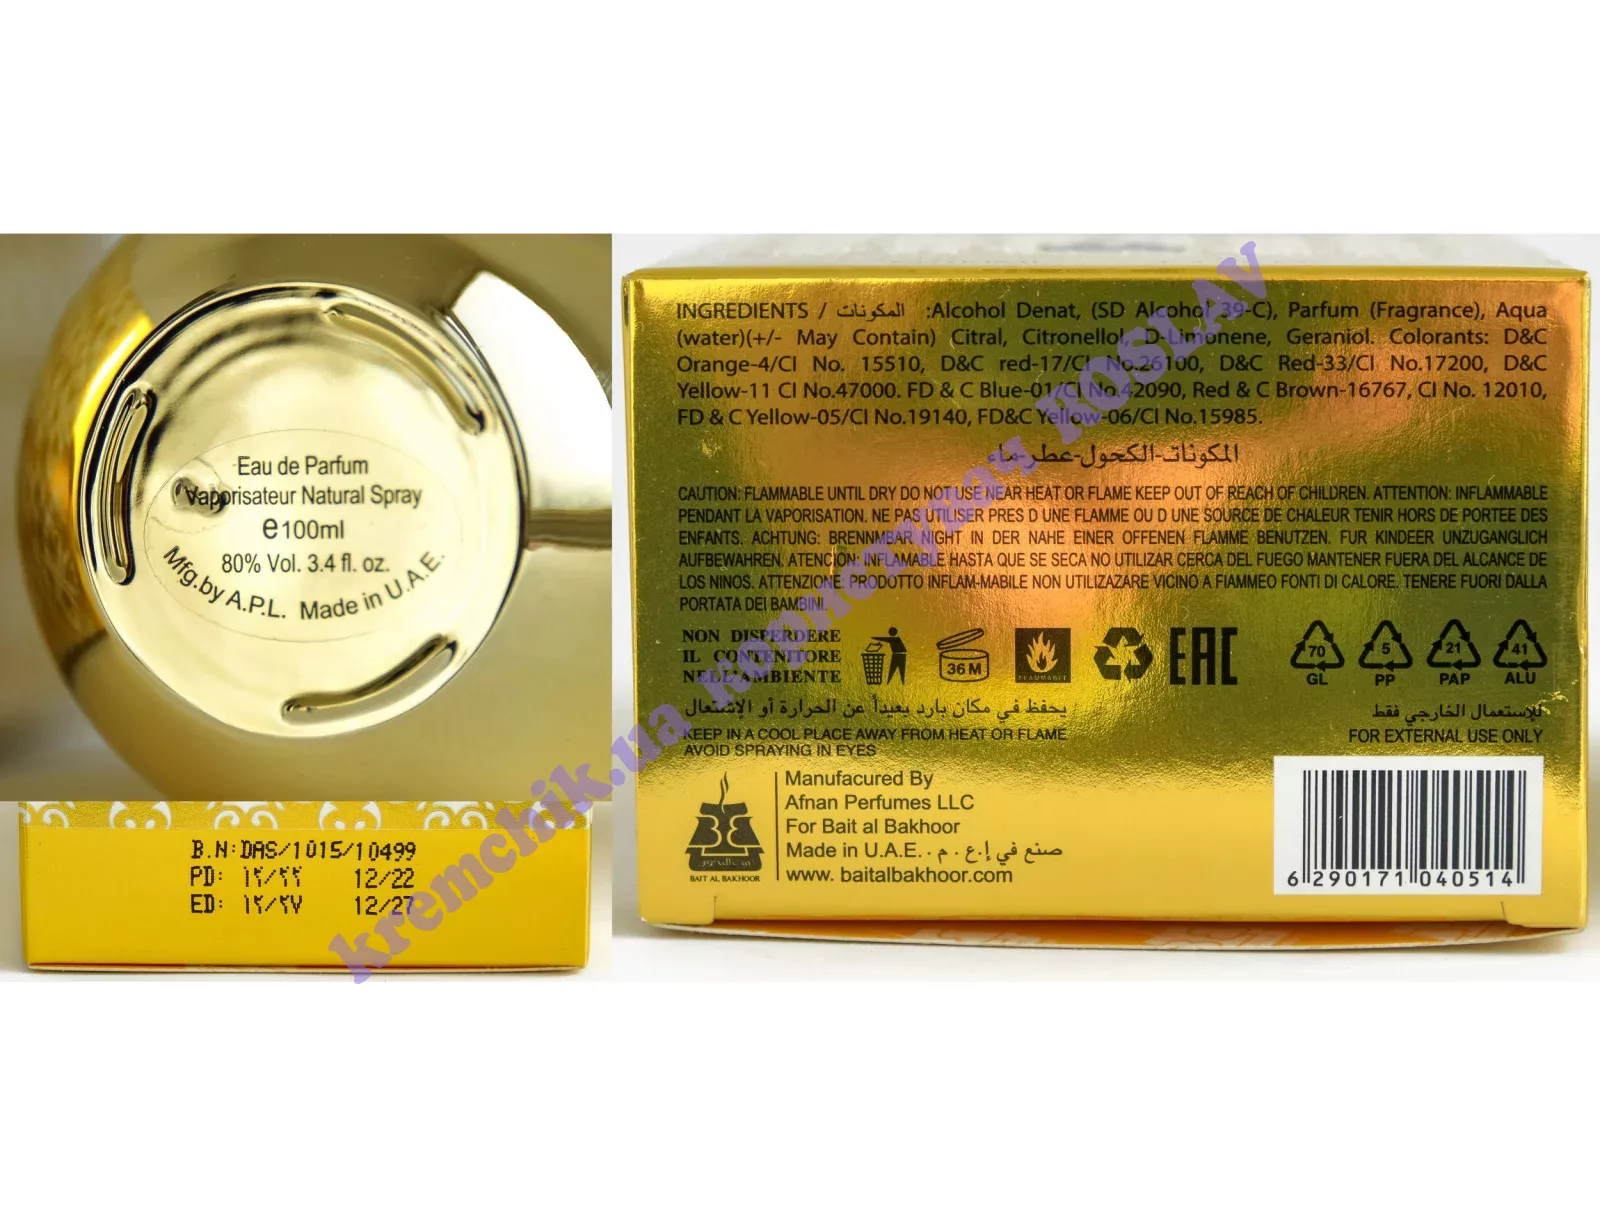 Eau de Parfum
Vaporisateur Natural Spray
e100ml
80% Vol. 3.4 fl. oz.
Mfg.by A.P.L. Made in U.A.E.
B.N:DAS/1015/10499
PD: ١٢/٢٢ 12/22
ED: ١٢/٢٧ 12/27
INGREDIENTS / المكونات :Alcohol Denat, (SD Alcohol 39-C), Parfum (Fragrance), Aqua
(water)(+/- May Contain) Citral, Citronellol, D-Limonene, Geraniol. Colorants: D&C
Orange-4/CI No. 15510, D&C red-17/CI No.26100, D&C Red-33/CI No.17200, D&C
Yellow-11 CI No.47000. FD & C Blue-01/CI No.42090, Red & C Brown-16767, CI No. 12010,
FD & C Yellow-05/CI No.19140, FD&C Yellow-06/CI No.15985.
المكونات-الكحول-عطر-ماء
CAUTION: FLAMMABLE UNTIL DRY DO NOT USE NEAR HEAT OR FLAME KEEP OUT OF REACH OF CHILDREN. ATTENTION: INFLAMMABLE
PENDANT LA VAPORISATION. NE PAS UTILISER PRES D UNE FLAMME OU D UNE SOURCE DE CHALEUR TENIR HORS DE PORTEE DES
ENFANTS. ACHTUNG: BRENNMBAR NIGHT IN DER NAHE EINER OFFENEN FLAMME BENUTZEN. FUR KINDEER UNZUGANGLICH
AUFBEWAHREN. ATENCION: INFLAMABLE HASTA QUE SE SECA NO UTILIZAR CERCA DEL FUEGO MANTENER FUERA DEL ALCANCE DE
LOS NINOS. ATTENZIONE: PRODOTTO INFLAM-MABILE NON UTILIZAZARE VICINO A FIAMMEO FONTI DI CALORE. TENERE FUORI DALLA
PORTATA DEI BAMBINI.
NON DISPERDERE
IL CONTENITORE
NELL'AMBIENTE
36 M
FLAMMABLE
EAC
70 5 21 41
GL PP PAP ALU
يحفظ في مكان بارد بعيداً عن الحرارة أو الإشتعال
KEEP IN A COOL PLACE AWAY FROM HEAT OR FLAME
AVOID SPRAYING IN EYES
للإستعمال الخارجي فقط
FOR EXTERNAL USE ONLY
BAIT AL BAKHOOR
Manufacured By
Afnan Perfumes LLC
For Bait al Bakhoor
Made in U.A.E. . صنع في إ.ع.م
www. baitalbakhoor.com
6 290171 040514
kremchik.ua